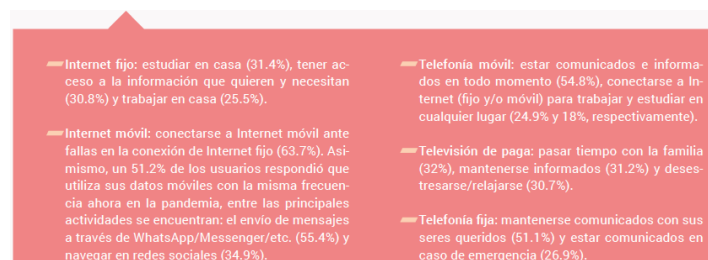 Internet fijo: estudiar en casa (31.4%), tener ac-
ceso a la información que quieren y necesitan
(30.8%) y trabajar en casa (25.5%).
Internet móvil: conectarse a Internet móvil ante
fallas en la conexión de Internet fijo (63.7%). Asi-
mismo, un 51.2% de los usuarios respondió que
utiliza sus datos móviles con la misma frecuen-
cia ahora en la pandemia, entre las principales
actividades se encuentran: el envío de mensajes
a través de WhatsApp/Messenger/etc. (55.4%) y
navegar en redes sociales (34.9%).
Telefonía móvil: estar comunicados e informa-
dos en todo momento (54.8%), conectarse a In-
ternet (fijo y/o móvil) para trabajar y estudiar en
cualquier lugar (24.9% y 18%, respectivamente).
Televisión de paga: pasar tiempo con la familia
(32%), mantenerse informados (31.2%) y deses-
tresarse/relajarse (30.7%).
Telefonía fija: mantenerse comunicados con sus
seres queridos (51.1%) y estar comunicados en
caso de emergencia (26.9%).